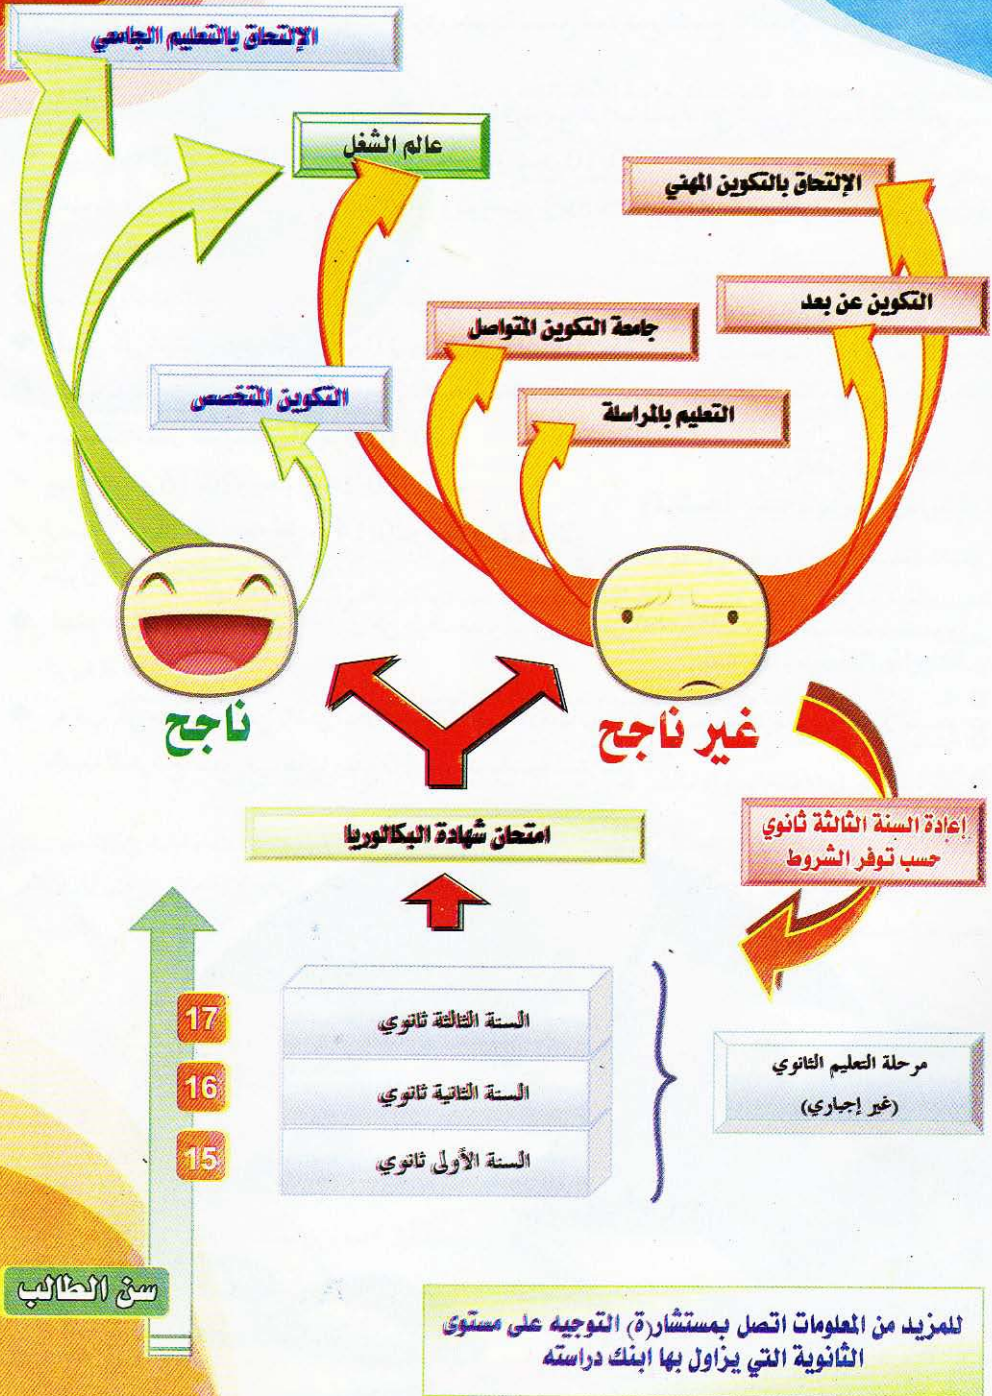 الإلتحاق بالتعليم الجامعي
عالم الشغل
الإلتحاق بالتكوين المهني
التكوين عن بعد
جامعة التكوين المتواصل
التكوين المتخصص
التعليم بالمراسلة
ناجح
غير ناجح
امتحان شهادة البكالوريا
إعادة السنة الثالثة ثانوي
حسب توفر الشروط
17
السنة الثالثة ثانوي
16
السنة الثانية ثانوي
15
السنة الأولى ثانوي
مرحلة التعليم الثانوي
(غير إجباري)
سن الطالب
للمزيد من المعلومات اتصل بمستشار(ة) التوجيه على مستوى
الثانوية التي يزاول بها ابنك دراسته